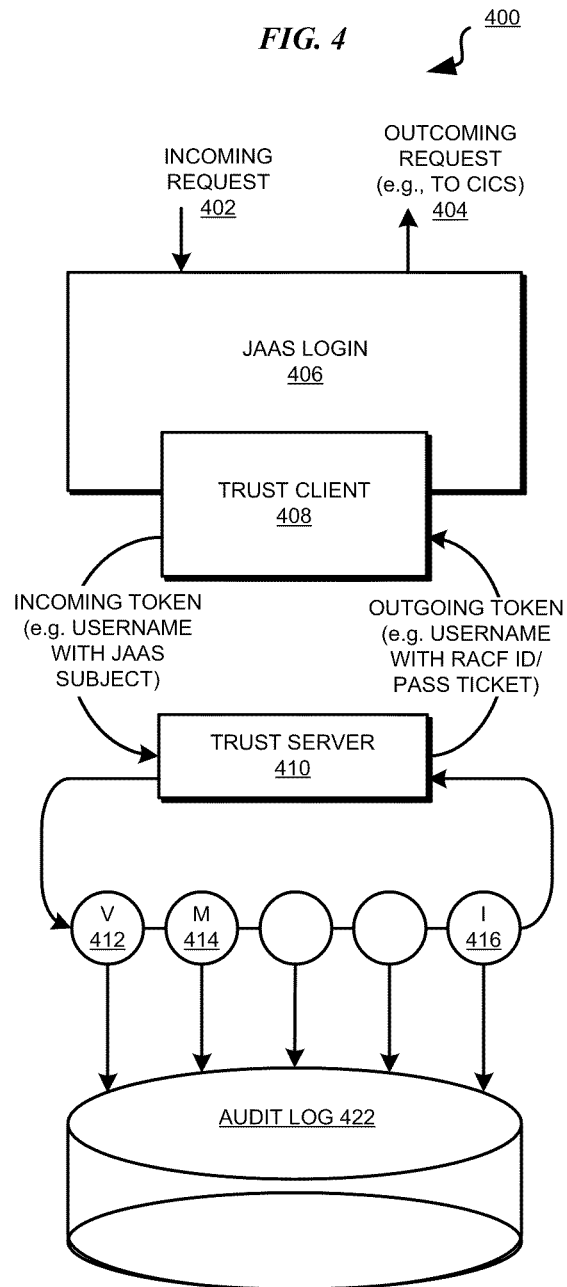 FIG. 4
400
INCOMING
REQUEST
402
OUTCOMING
REQUEST
(e.g., TO CICS)
404
JAAS LOGIN
406
TRUST CLIENT
408
INCOMING TOKEN
(e.g. USERNAME
WITH JAAS
SUBJECT)
OUTGOING TOKEN
(e.g. USERNAME
WITH RACF ID/
PASS TICKET)
TRUST SERVER
410
V
412
M
414
I
416
AUDIT LOG 422